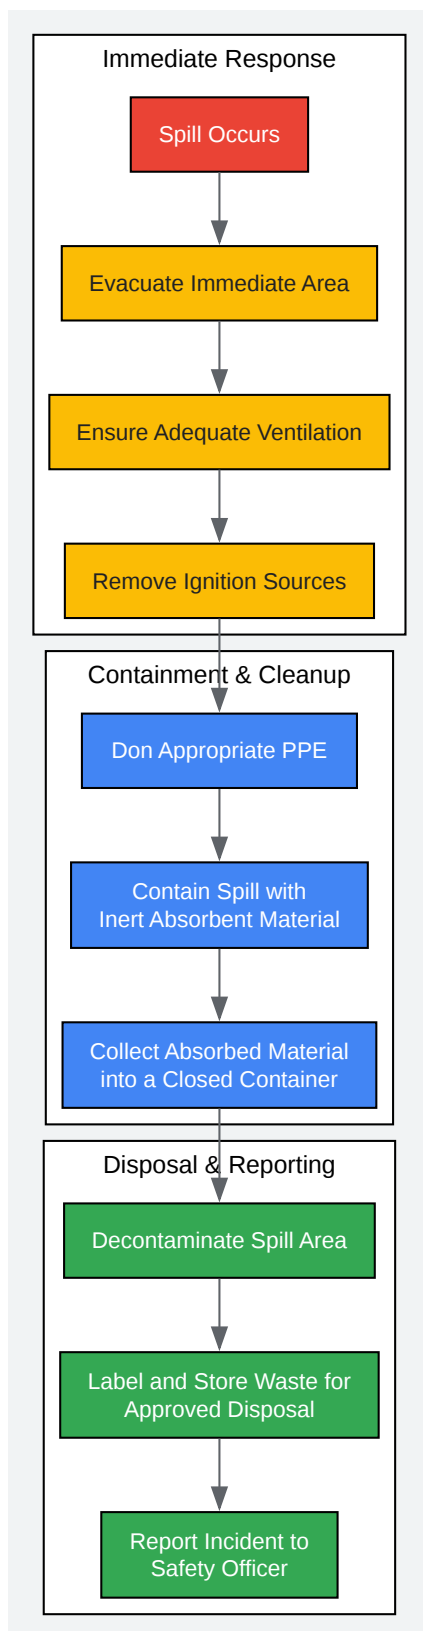 Immediate Response
Spill Occurs
Evacuate Immediate Area
Ensure Adequate Ventilation
Remove Ignition Sources
Containment & Cleanup
Don Appropriate PPE
Contain Spill with
Inert Absorbent Material
Collect Absorbed Material
into a Closed Container
Disposal & Reporting
Decontaminate Spill Area
Label and Store Waste for
Approved Disposal
Report Incident to
Safety Officer